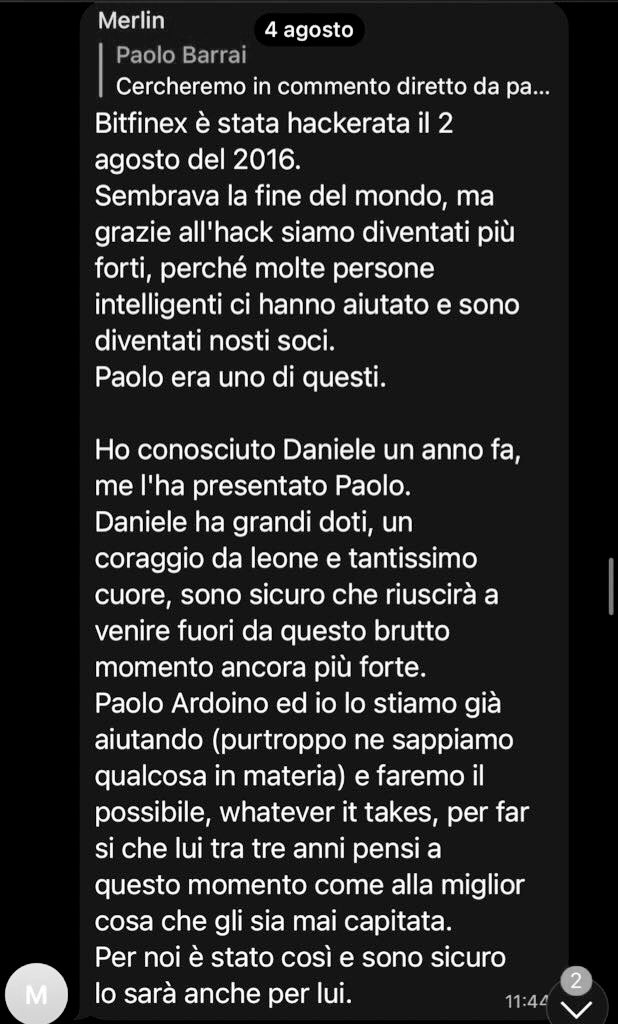 Merlin
4 agosto
Paolo Barrai
Cercheremo in commento diretto da pa...
Bitfinex è stata hackerata il 2
agosto del 2016.
Sembrava la fine del mondo, ma
grazie all'hack siamo diventati più
forti, perché molte persone
intelligenti ci hanno aiutato e sono
diventati nosti soci.
Paolo era uno di questi.
Ho conosciuto Daniele un anno fa,
me l'ha presentato Paolo.
Daniele ha grandi doti, un
coraggio da leone e tantissimo
cuore, sono sicuro che riuscirà a
venire fuori da questo brutto
momento ancora più forte.
Paolo Ardoino ed io lo stiamo già
aiutando (purtroppo ne sappiamo
qualcosa in materia) e faremo il
possibile, whatever it takes, per far
si che lui tra tre anni pensi a
questo momento come alla miglior
cosa che gli sia mai capitata.
Per noi è stato così e sono sicuro
lo sarà anche per lui.
11:44
2
M